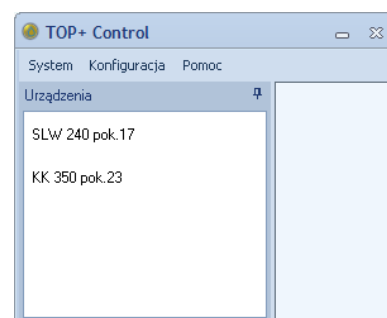 TOP+ Control
System Konfiguracja Pomoc
Urządzenia
SLW 240 pok.17
KK 350 pok.23